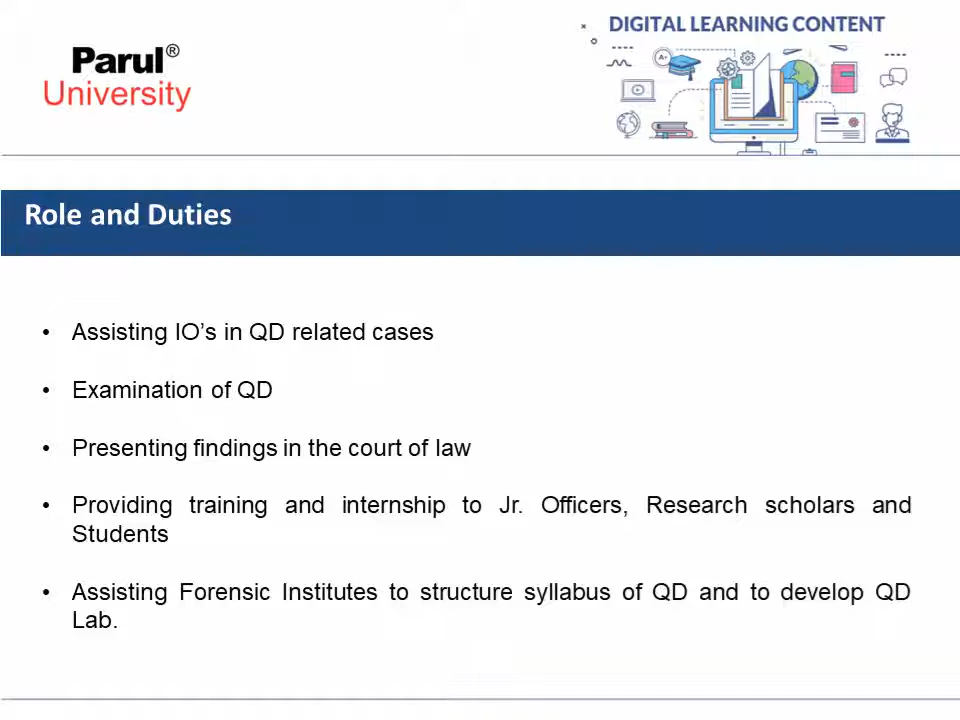 Parul®
University
DIGITAL LEARNING CONTENT
A+
Role and Duties
• Assisting IO’s in QD related cases
• Examination of QD
• Presenting findings in the court of law
• Providing training and internship to Jr. Officers, Research scholars and
Students
• Assisting Forensic Institutes to structure syllabus of QD and to develop QD
Lab.